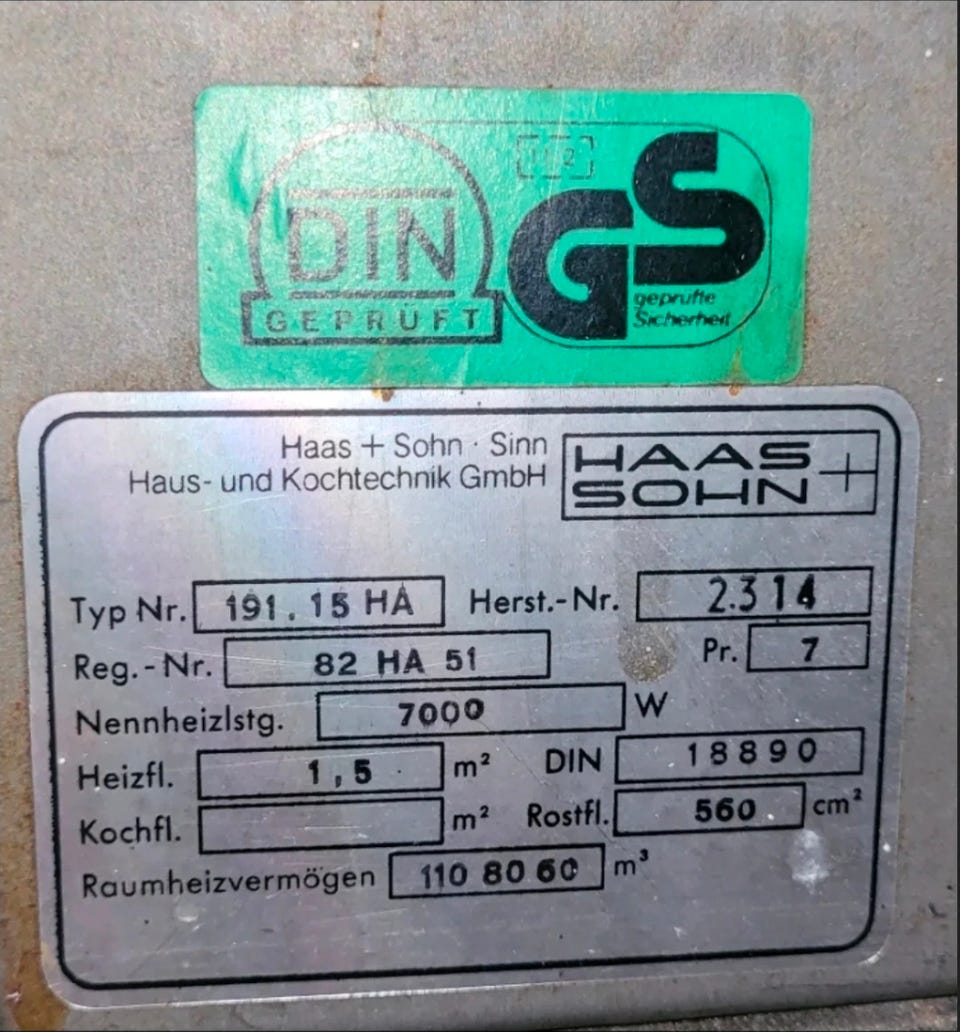 DIN
GEPRÜFT
GS
geprüfte
Sicherheit
Haas + Sohn · Sinn
Haus- und Kochtechnik GmbH
HAAS +
SOHN
Typ Nr. 191.15 HA Herst.-Nr. 2.314
Reg.-Nr. 82 HA 51 Pr. 7
Nennheizlstg. 7000 W
Heizfl. 1,5 m² DIN 18890
Kochfl. m² Rostfl. 560 cm²
Raumheizvermögen 110 80 60 m³